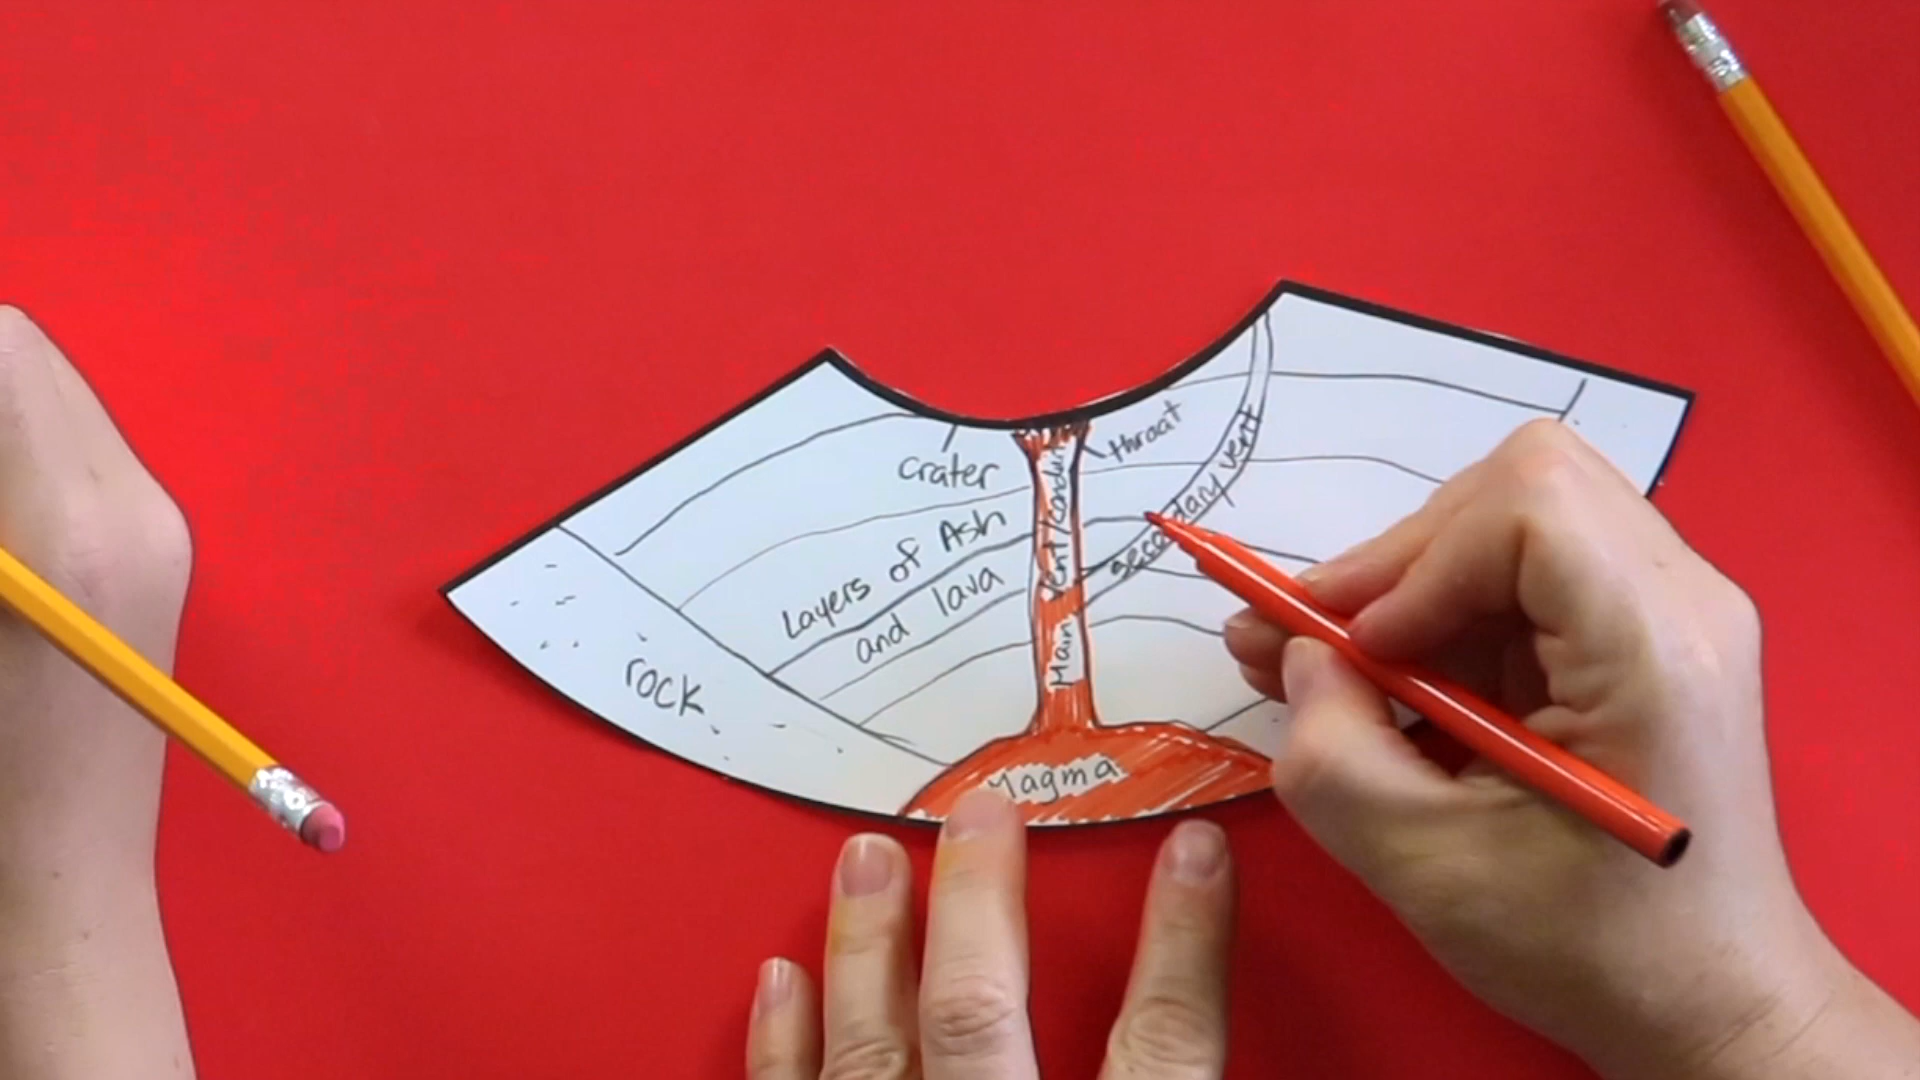 crater
throat
Layers of Ash
and lava
Main vent/conduit
secondary vent
rock
Magma